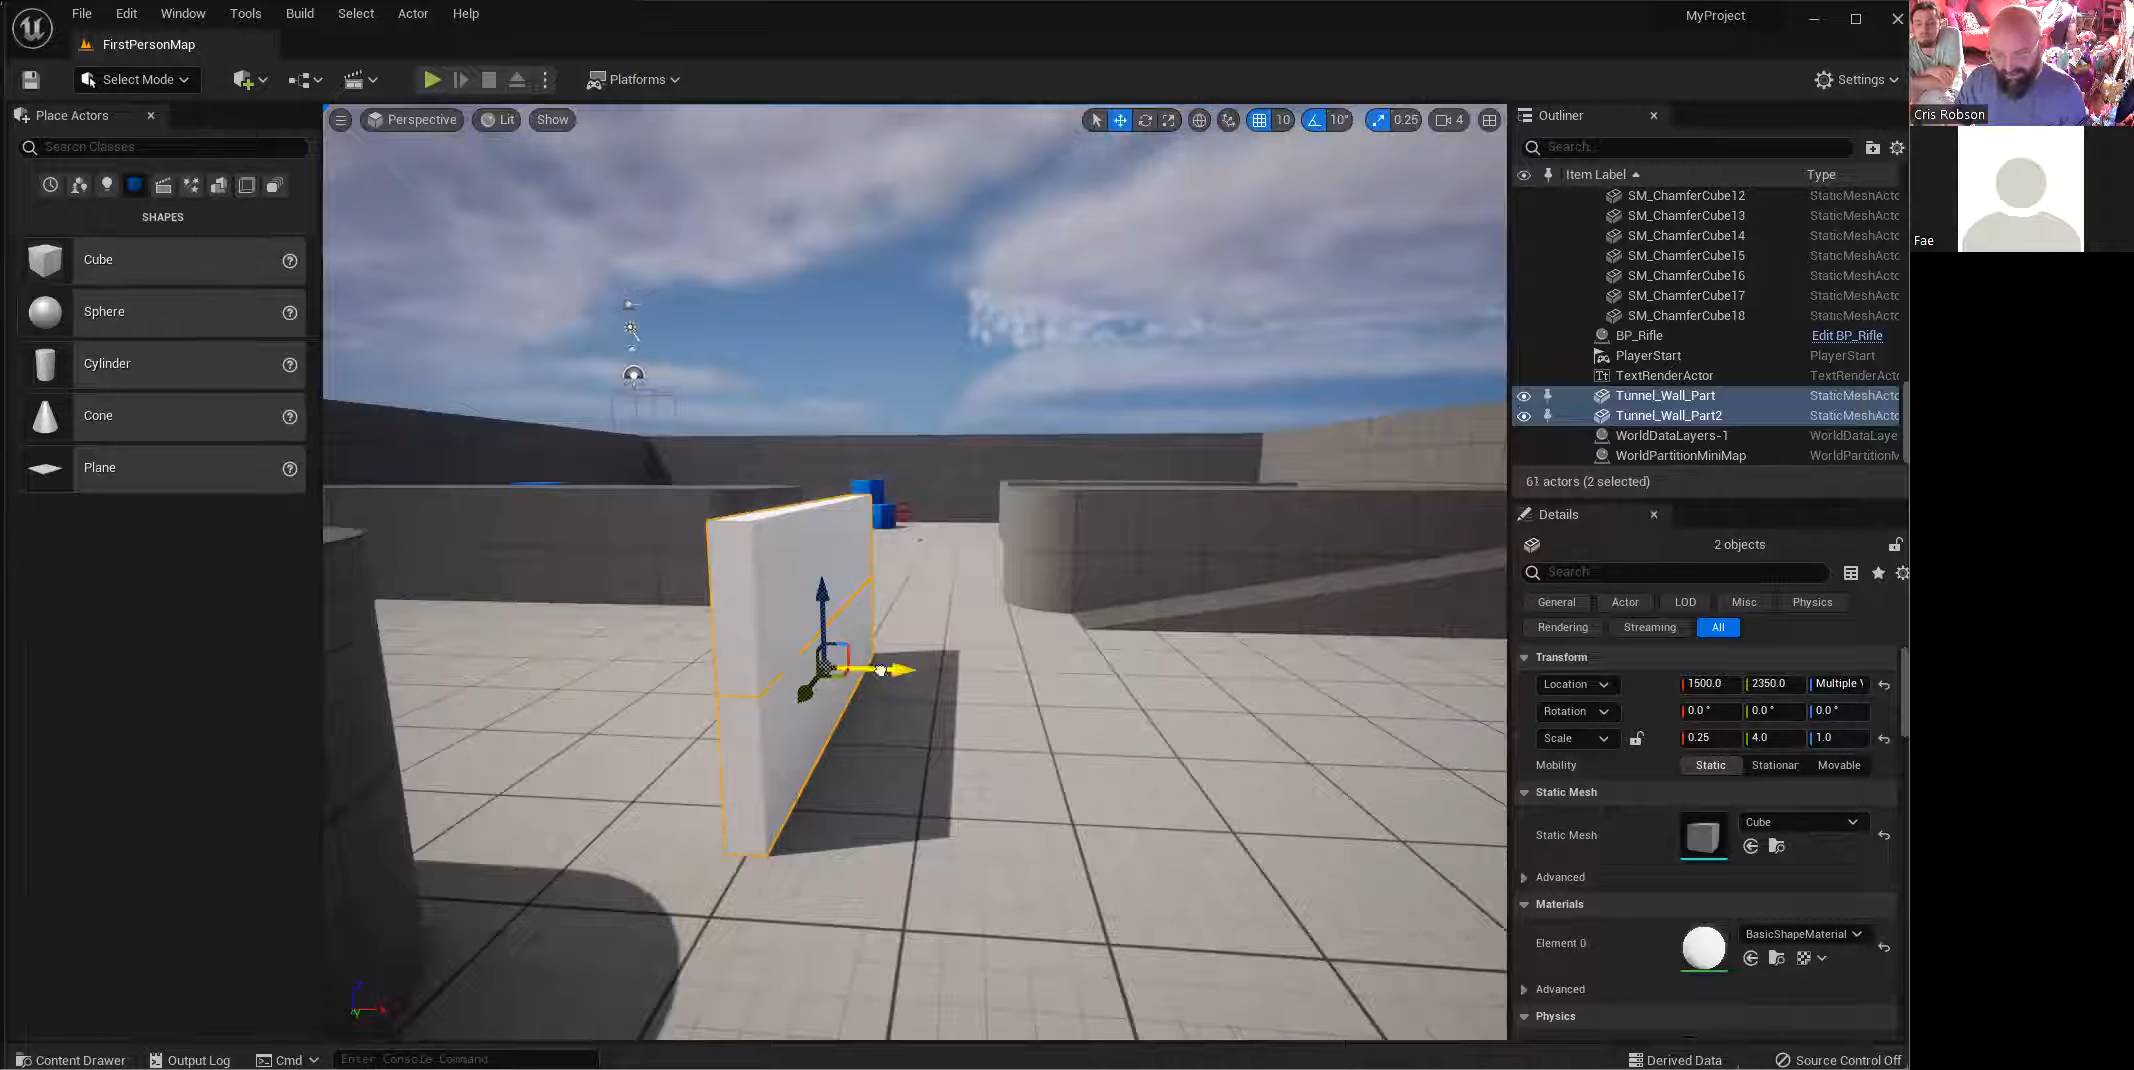 File Edit Window Tools Build Select Actor Help
MyProject
FirstPersonMap
Select Mode
Platforms
Settings
Place Actors
Search Classes
SHAPES
Cube
Sphere
Cylinder
Cone
Plane
Perspective Lit Show
10 10° 0.25 4
Outliner
Search...
Item Label Type
SM_ChamferCube12 StaticMeshActo
SM_ChamferCube13 StaticMeshActo
SM_ChamferCube14 StaticMeshActo
SM_ChamferCube15 StaticMeshActo
SM_ChamferCube16 StaticMeshActo
SM_ChamferCube17 StaticMeshActo
SM_ChamferCube18 StaticMeshActo
BP_Rifle Edit BP_Rifle
PlayerStart PlayerStart
TextRenderActor TextRenderActo
Tunnel_Wall_Part StaticMeshActo
Tunnel_Wall_Part2 StaticMeshActo
WorldDataLayers-1 WorldDataLaye
WorldPartitionMiniMap WorldPartitionM
61 actors (2 selected)
Details
2 objects
Search
General Actor LOD Misc Physics
Rendering Streaming All
Transform
Location 1500.0 2350.0 Multiple V
Rotation 0.0 ° 0.0 ° 0.0 °
Scale 0.25 4.0 1.0
Mobility Static Stationar Movable
Static Mesh
Static Mesh Cube
Advanced
Materials
Element 0 BasicShapeMaterial
Advanced
Physics
Content Drawer Output Log Cmd Enter Console Command
Derived Data Source Control Off
Cris Robson
Fae